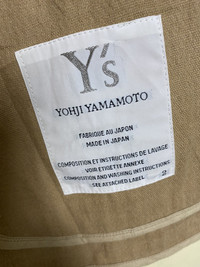 Y's
YOHJI YAMAMOTO
FABRIQUE AU JAPON
MADE IN JAPAN
COMPOSITION ET INSTRUCTIONS DE LAVAGE
VOIR ETIQUETTE ANNEXE
COMPOSITION AND WASHING INSTRUCTIONS
SEE ATTACHED LABEL 2